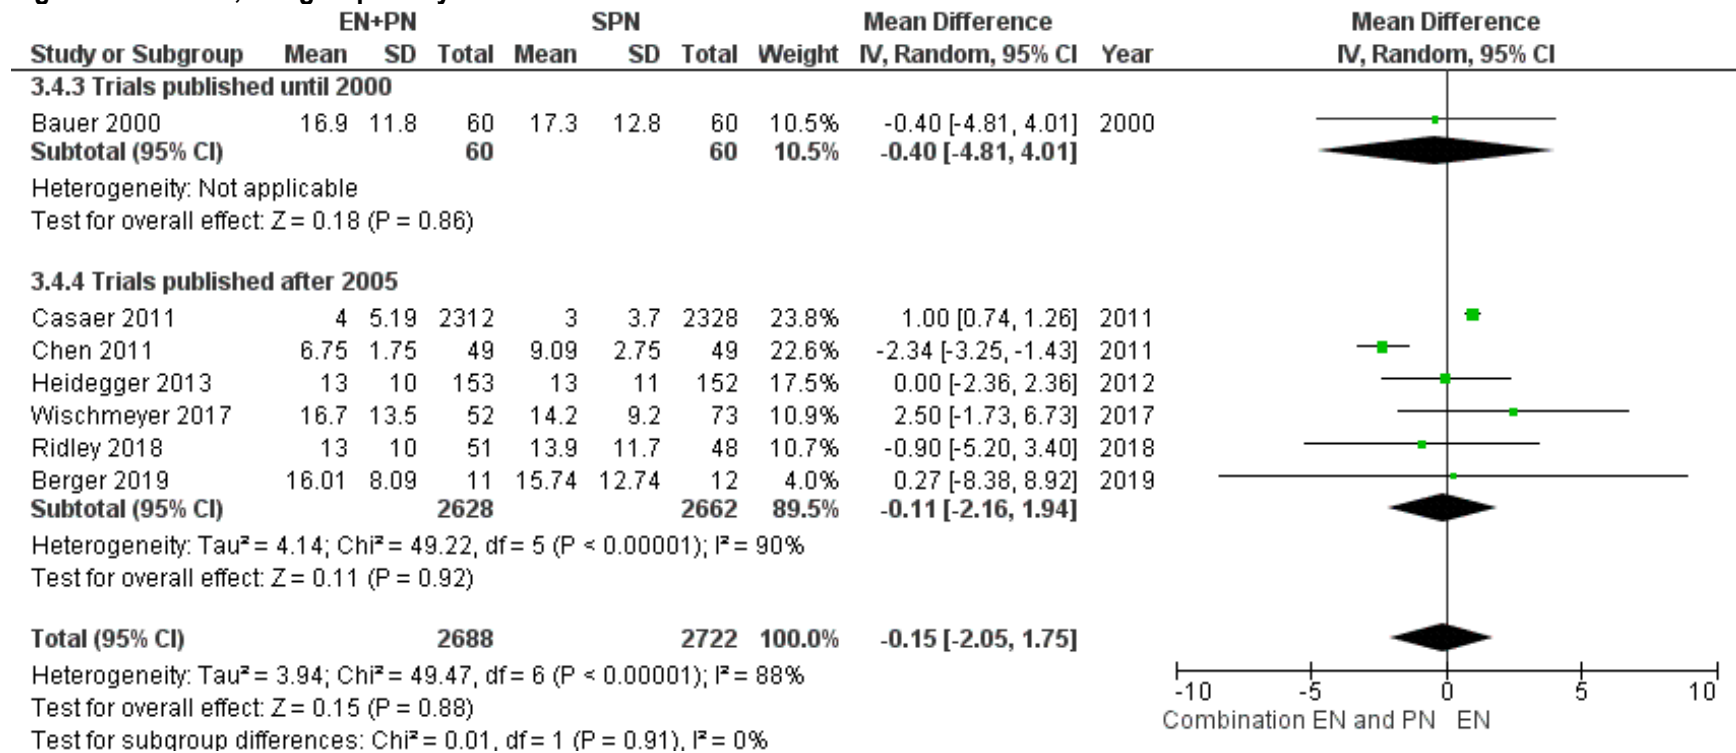 EN+PN SPN Mean Difference Mean Difference
Study or Subgroup Mean SD Total Mean SD Total Weight IV, Random, 95% CI Year IV, Random, 95% CI
3.4.3 Trials published until 2000
Bauer 2000 16.9 11.8 60 17.3 12.8 60 10.5% -0.40 [-4.81, 4.01] 2000
Subtotal (95% CI) 60 60 10.5% -0.40 [-4.81, 4.01]
Heterogeneity: Not applicable
Test for overall effect: Z = 0.18 (P = 0.86)
3.4.4 Trials published after 2005
Casaer 2011 4 5.19 2312 3 3.7 2328 23.8% 1.00 [0.74, 1.26] 2011
Chen 2011 6.75 1.75 49 9.09 2.75 49 22.6% -2.34 [-3.25, -1.43] 2011
Heidegger 2013 13 10 153 13 11 152 17.5% 0.00 [-2.36, 2.36] 2012
Wischmeyer 2017 16.7 13.5 52 14.2 9.2 73 10.9% 2.50 [-1.73, 6.73] 2017
Ridley 2018 13 10 51 13.9 11.7 48 10.7% -0.90 [-5.20, 3.40] 2018
Berger 2019 16.01 8.09 11 15.74 12.74 12 4.0% 0.27 [-8.38, 8.92] 2019
Subtotal (95% CI) 2628 2662 89.5% -0.11 [-2.16, 1.94]
Heterogeneity: Tau² = 4.14; Chi² = 49.22, df = 5 (P < 0.00001); I² = 90%
Test for overall effect: Z = 0.11 (P = 0.92)
Total (95% CI) 2688 2722 100.0% -0.15 [-2.05, 1.75]
Heterogeneity: Tau² = 3.94; Chi² = 49.47, df = 6 (P < 0.00001); I² = 88%
Test for overall effect: Z = 0.15 (P = 0.88)
Test for subgroup differences: Chi² = 0.01, df = 1 (P = 0.91), I² = 0%
-10 -5 0 5 10
Combination EN and PN EN